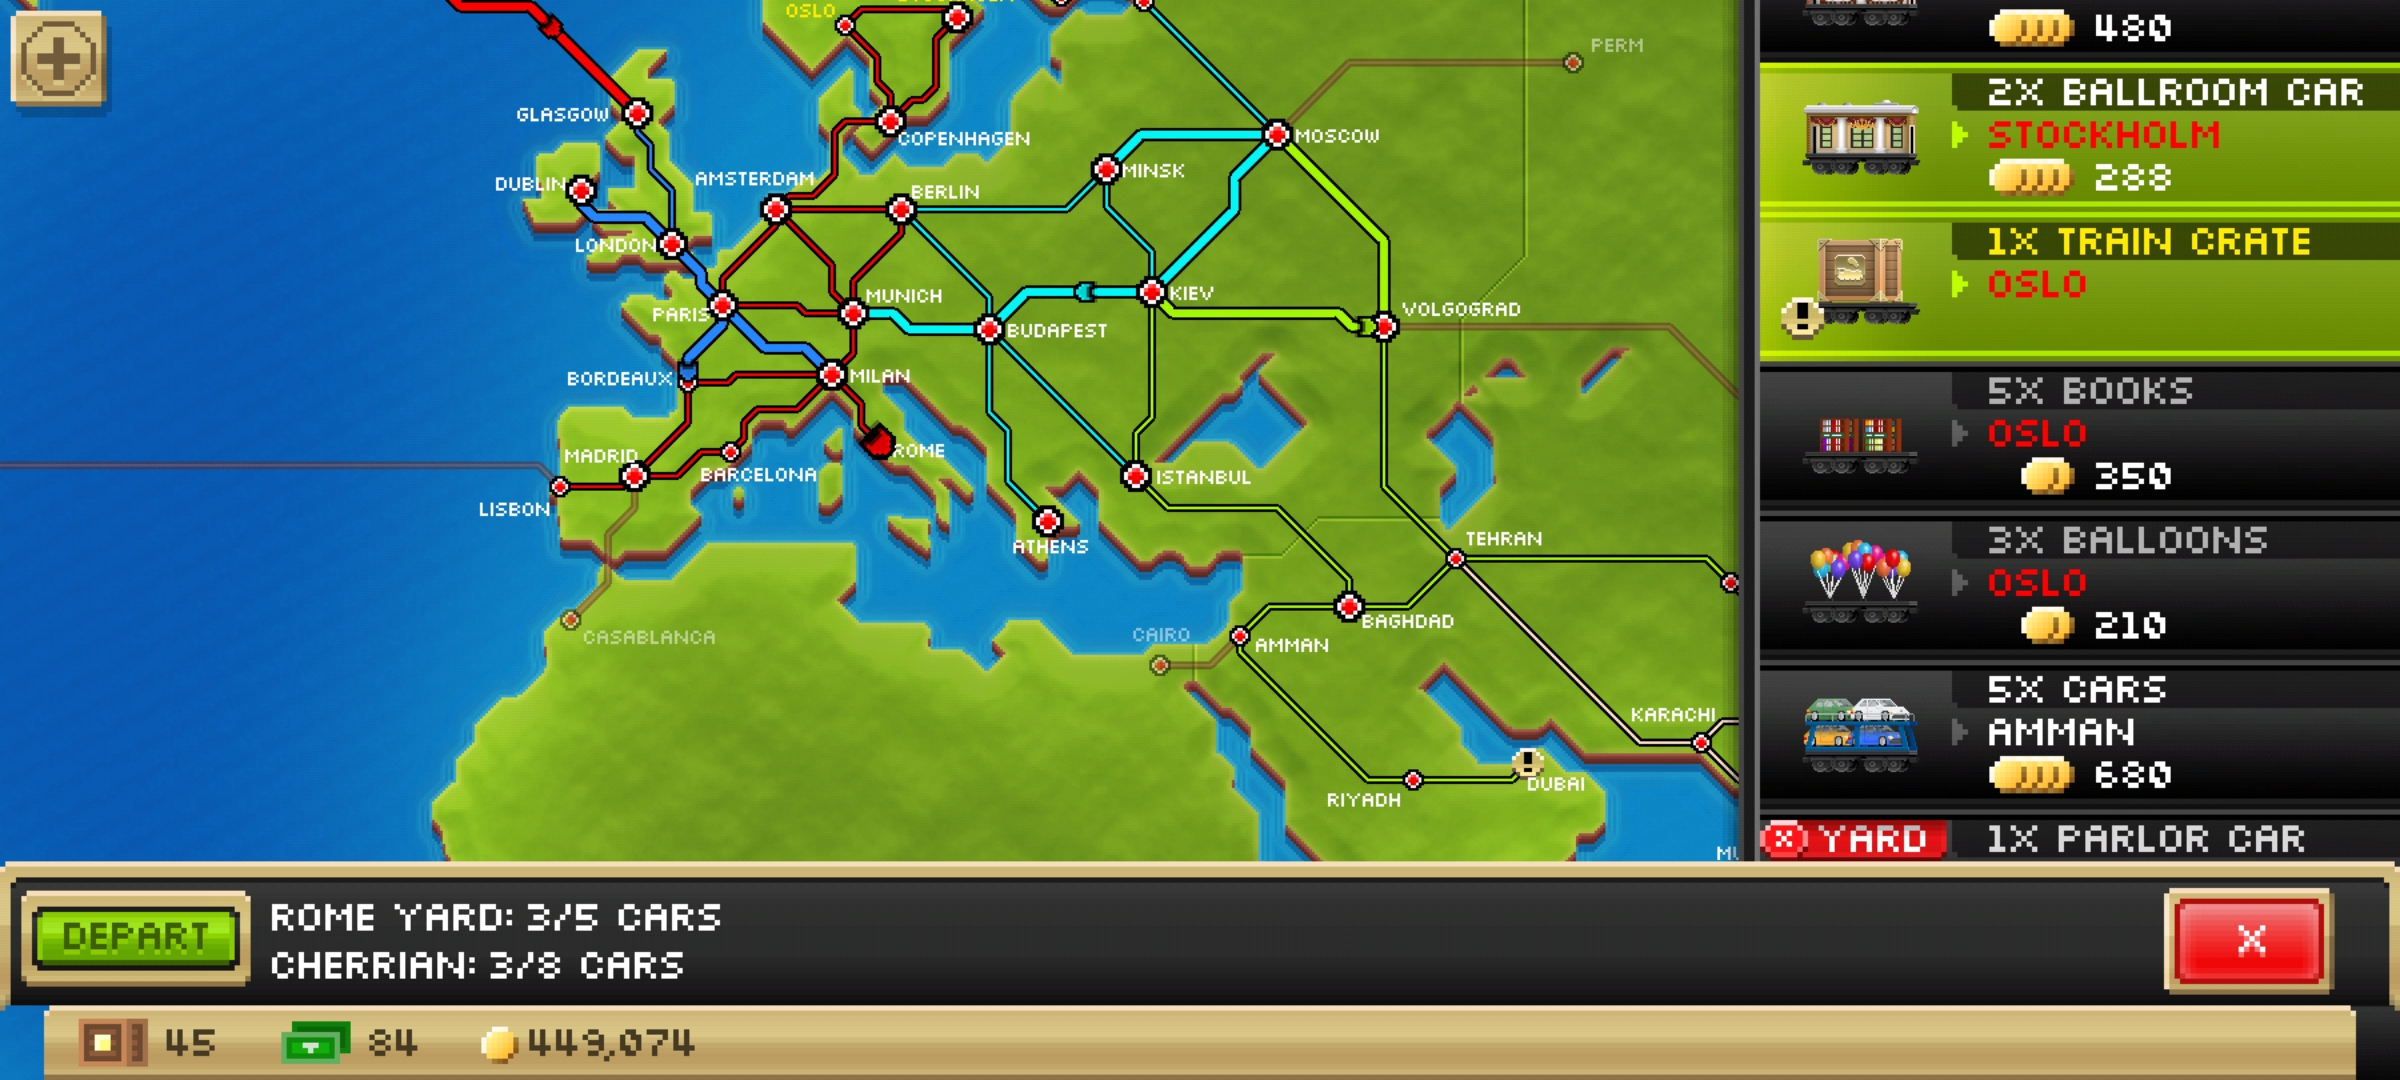 OSLO
PERM
GLASGOW
COPENHAGEN
MOSCOW
MINSK
AMSTERDAM
BERLIN
DUBLIN
LONDON
MUNICH
KIEV
PARIS
VOLGOGRAD
BUDAPEST
BORDEAUX
MILAN
ROME
MADRID
BARCELONA
ISTANBUL
LISBON
ATHENS
TEHRAN
CASABLANCA
CAIRO
BAGHDAD
AMMAN
KARACHI
DUBAI
RIYADH
480
2X BALLROOM CAR
STOCKHOLM
288
1X TRAIN CRATE
OSLO
!
5X BOOKS
OSLO
350
3X BALLOONS
OSLO
210
5X CARS
AMMAN
680
X YARD 1X PARLOR CAR
DEPART
ROME YARD: 3/5 CARS
CHERRIAN: 3/8 CARS
X
45
84
449,074